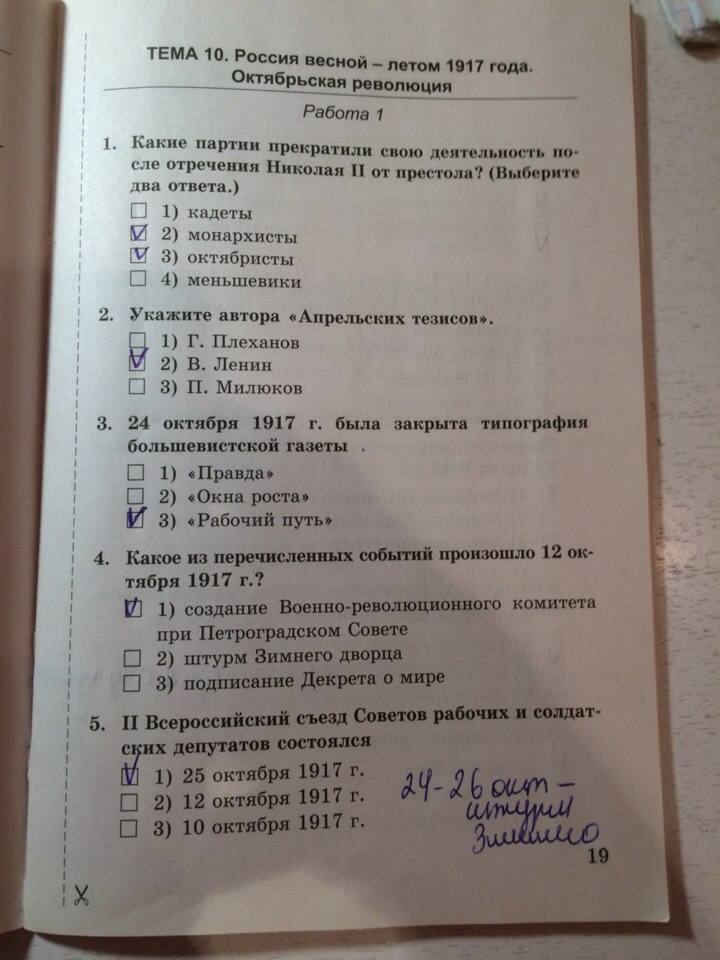 ТЕМА 10. Россия весной – летом 1917 года.
Октябрьская революция
Работа 1
1. Какие партии прекратили свою деятельность по-
сле отречения Николая II от престола? (Выберите
два ответа.)
1) кадеты
2) монархисты
3) октябристы
4) меньшевики
2. Укажите автора «Апрельских тезисов».
1) Г. Плеханов
2) В. Ленин
3) П. Милюков
3. 24 октября 1917 г. была закрыта типография
большевистской газеты
1) «Правда»
2) «Окна роста»
3) «Рабочий путь»
4. Какое из перечисленных событий произошло 12 ок-
тября 1917 г.?
1) создание Военно-революционного комитета
при Петроградском Совете
2) штурм Зимнего дворца
3) подписание Декрета о мире
5. II Всероссийский съезд Советов рабочих и солдат-
ских депутатов состоялся
1) 25 октября 1917 г.
2) 12 октября 1917 г.
3) 10 октября 1917 г.
24-26 окт –
штурм
Зимнего
19